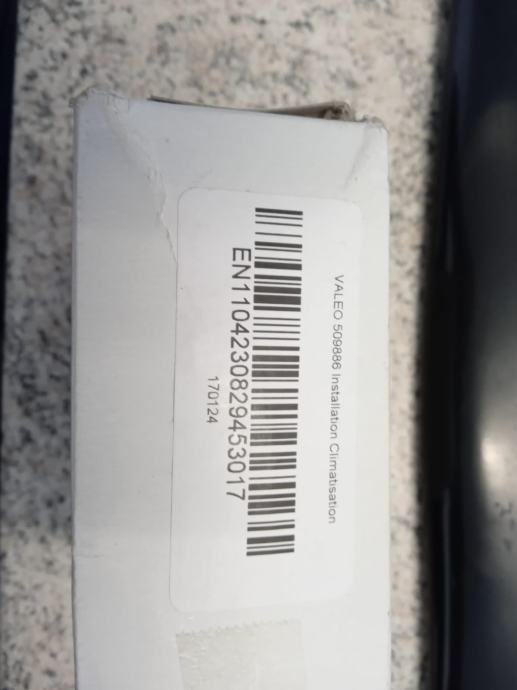 VALEO 509886 Installation Climatisation
EN110423082945301​7
170124